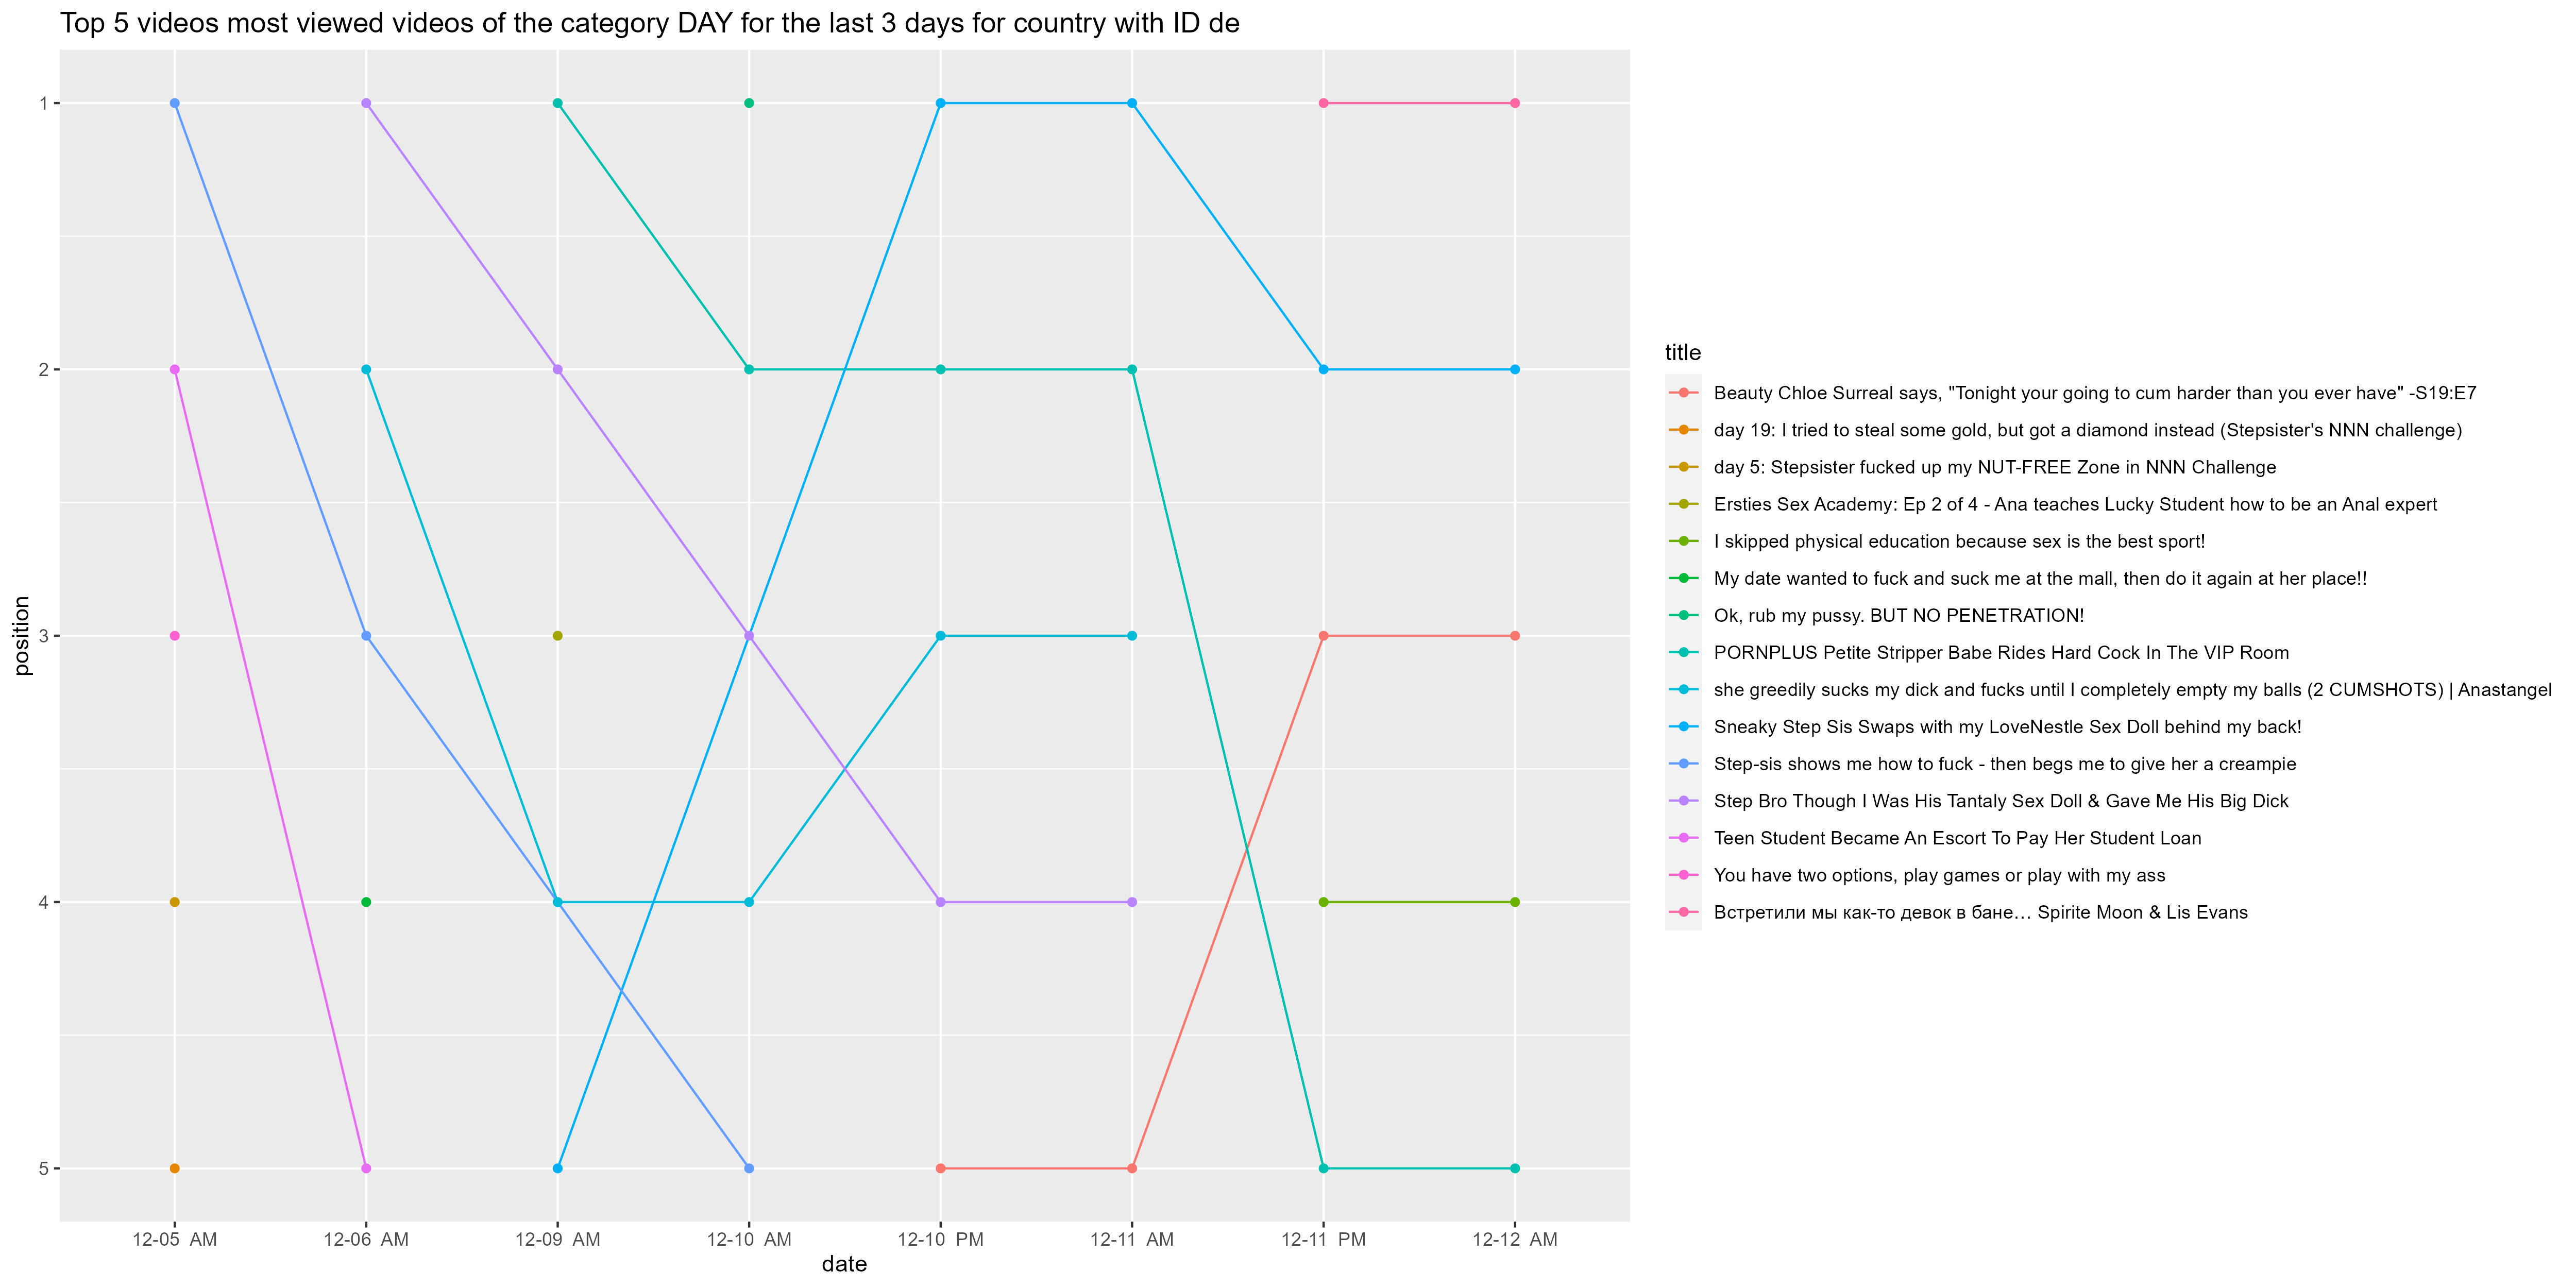 Top 5 videos most viewed videos of the category DAY for the last 3 days for country with ID de
position
1
2
3
4
5
12-05 AM
12-06 AM
12-09 AM
12-10 AM
12-10 PM
12-11 AM
12-11 PM
12-12 AM
date
title
Beauty Chloe Surreal says, "Tonight your going to cum harder than you ever have" -S19:E7
day 19: I tried to steal some gold, but got a diamond instead (Stepsister's NNN challenge)
day 5: Stepsister fucked up my NUT-FREE Zone in NNN Challenge
Ersties Sex Academy: Ep 2 of 4 - Ana teaches Lucky Student how to be an Anal expert
I skipped physical education because sex is the best sport!
My date wanted to fuck and suck me at the mall, then do it again at her place!!
Ok, rub my pussy. BUT NO PENETRATION!
PORNPLUS Petite Stripper Babe Rides Hard Cock In The VIP Room
she greedily sucks my dick and fucks until I completely empty my balls (2 CUMSHOTS) | Anastangel
Sneaky Step Sis Swaps with my LoveNestle Sex Doll behind my back!
Step-sis shows me how to fuck - then begs me to give her a creampie
Step Bro Though I Was His Tantaly Sex Doll & Gave Me His Big Dick
Teen Student Became An Escort To Pay Her Student Loan
You have two options, play games or play with my ass
Встретили мы как-то девок в бане… Spirite Moon & Lis Evans